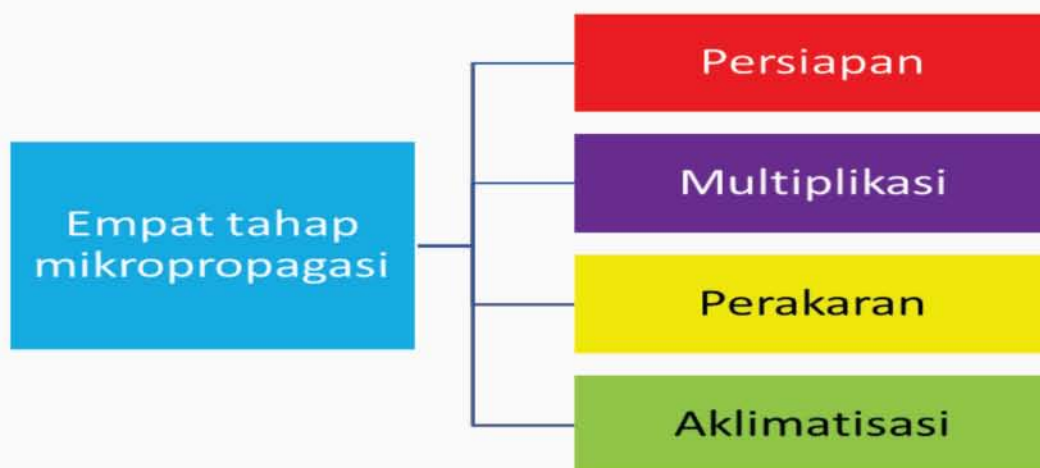 Empat tahap
mikropropagasi
Persiapan
Multiplikasi
Perakaran
Aklimatisasi